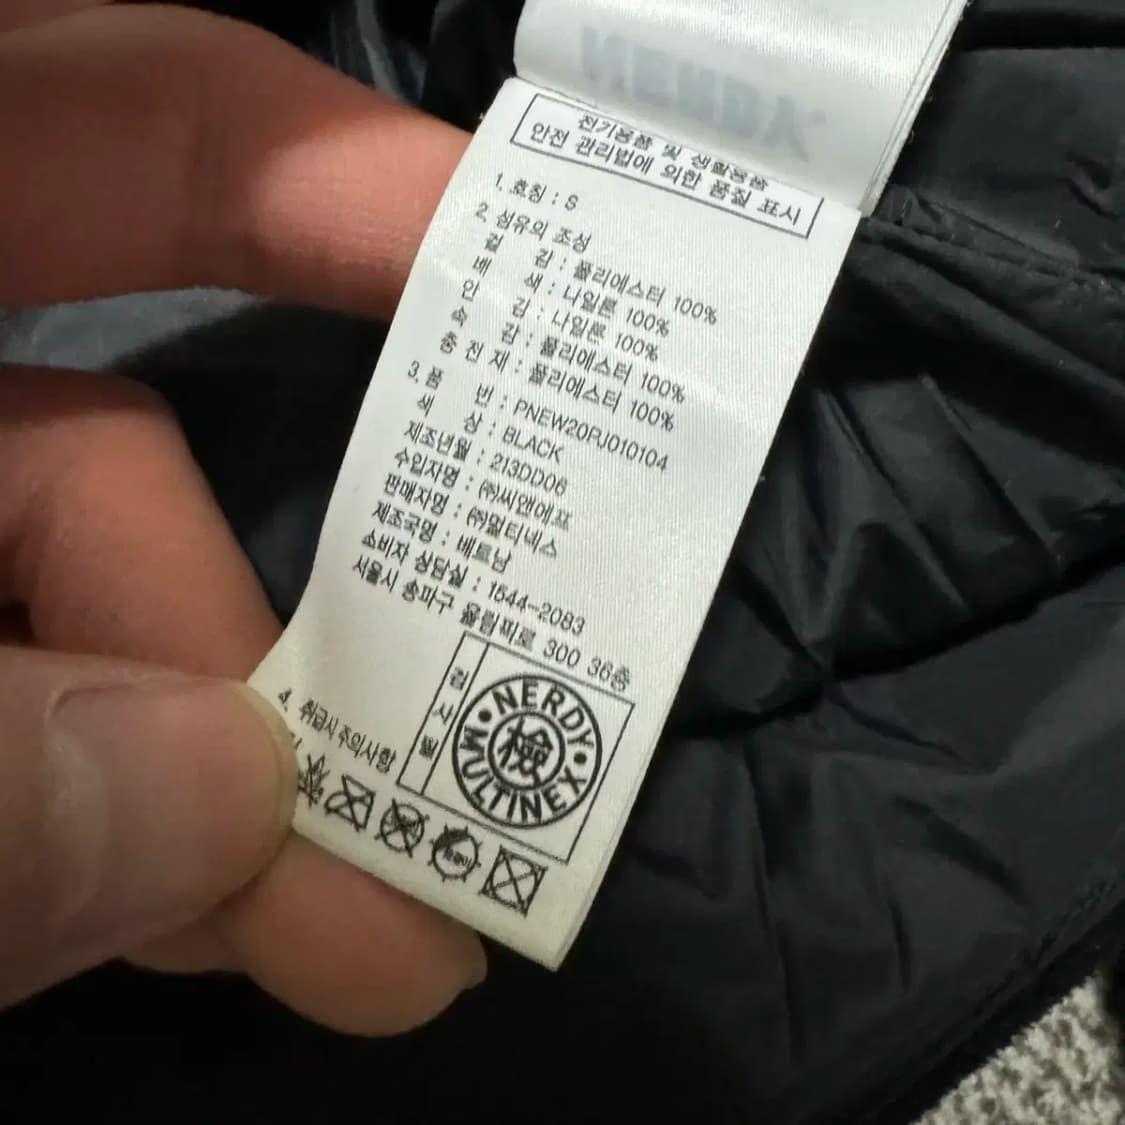 NERDY
전기용품 및 생활용품
안전 관리법에 의한 품질 표시
1. 호칭 : S
2. 섬유의 조성
겉 감 : 폴리에스터 100%
배 색 : 나일론 100%
안 감 : 나일론 100%
속 감 : 폴리에스터 100%
충 전 재 : 폴리에스터 100%
3. 품 번 : PNEW20PJ010104
색 상 : BLACK
제조년월 : 213DD06
수입자명 : ㈜씨앤에프
판매자명 : ㈜멀티넥스
제조국명 : 베트남
소비자 상담실 : 1544-2083
서울시 송파구 올림픽로 300 36층
검사필
NERDY
檢
MULTINEX
4. 취급시 주의사항